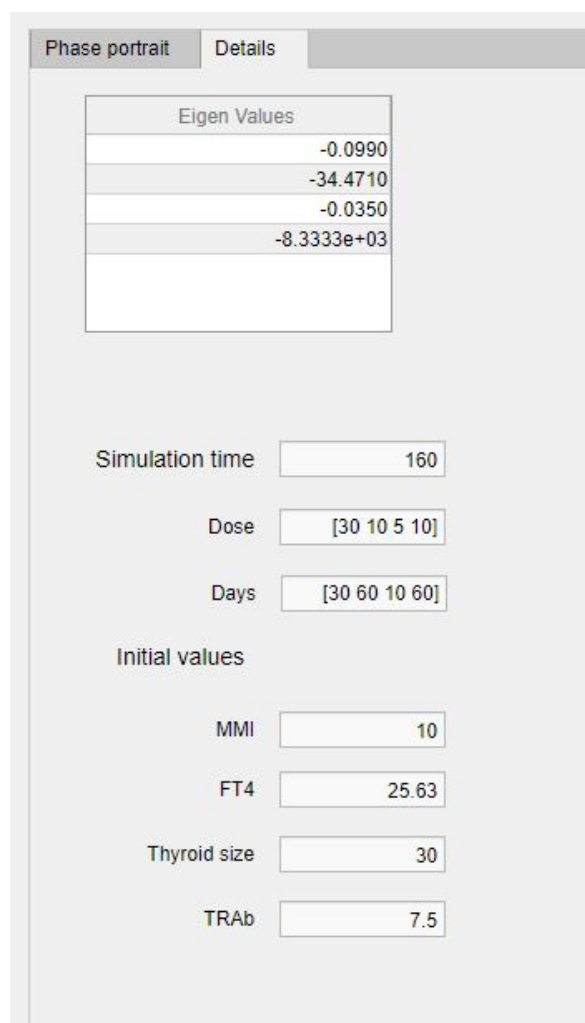 Phase portrait Details
Eigen Values
-0.0990
-34.4710
-0.0350
-8.3333e+03
Simulation time 160
Dose [30 10 5 10]
Days [30 60 10 60]
Initial values
MMI 10
FT4 25.63
Thyroid size 30
TRAb 7.5